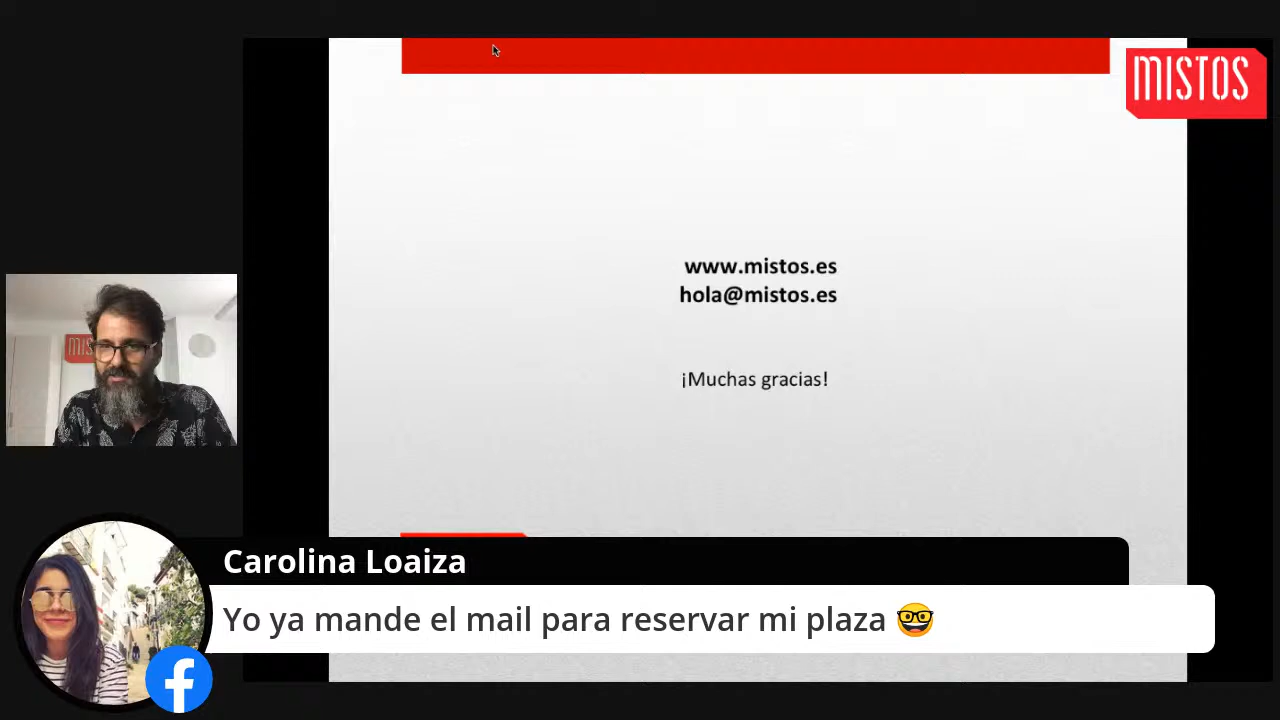 MISTOS
www.mistos.es
hola@mistos.es
MIS
¡Muchas gracias!
Carolina Loaiza
Yo ya mande el mail para reservar mi plaza 🤓